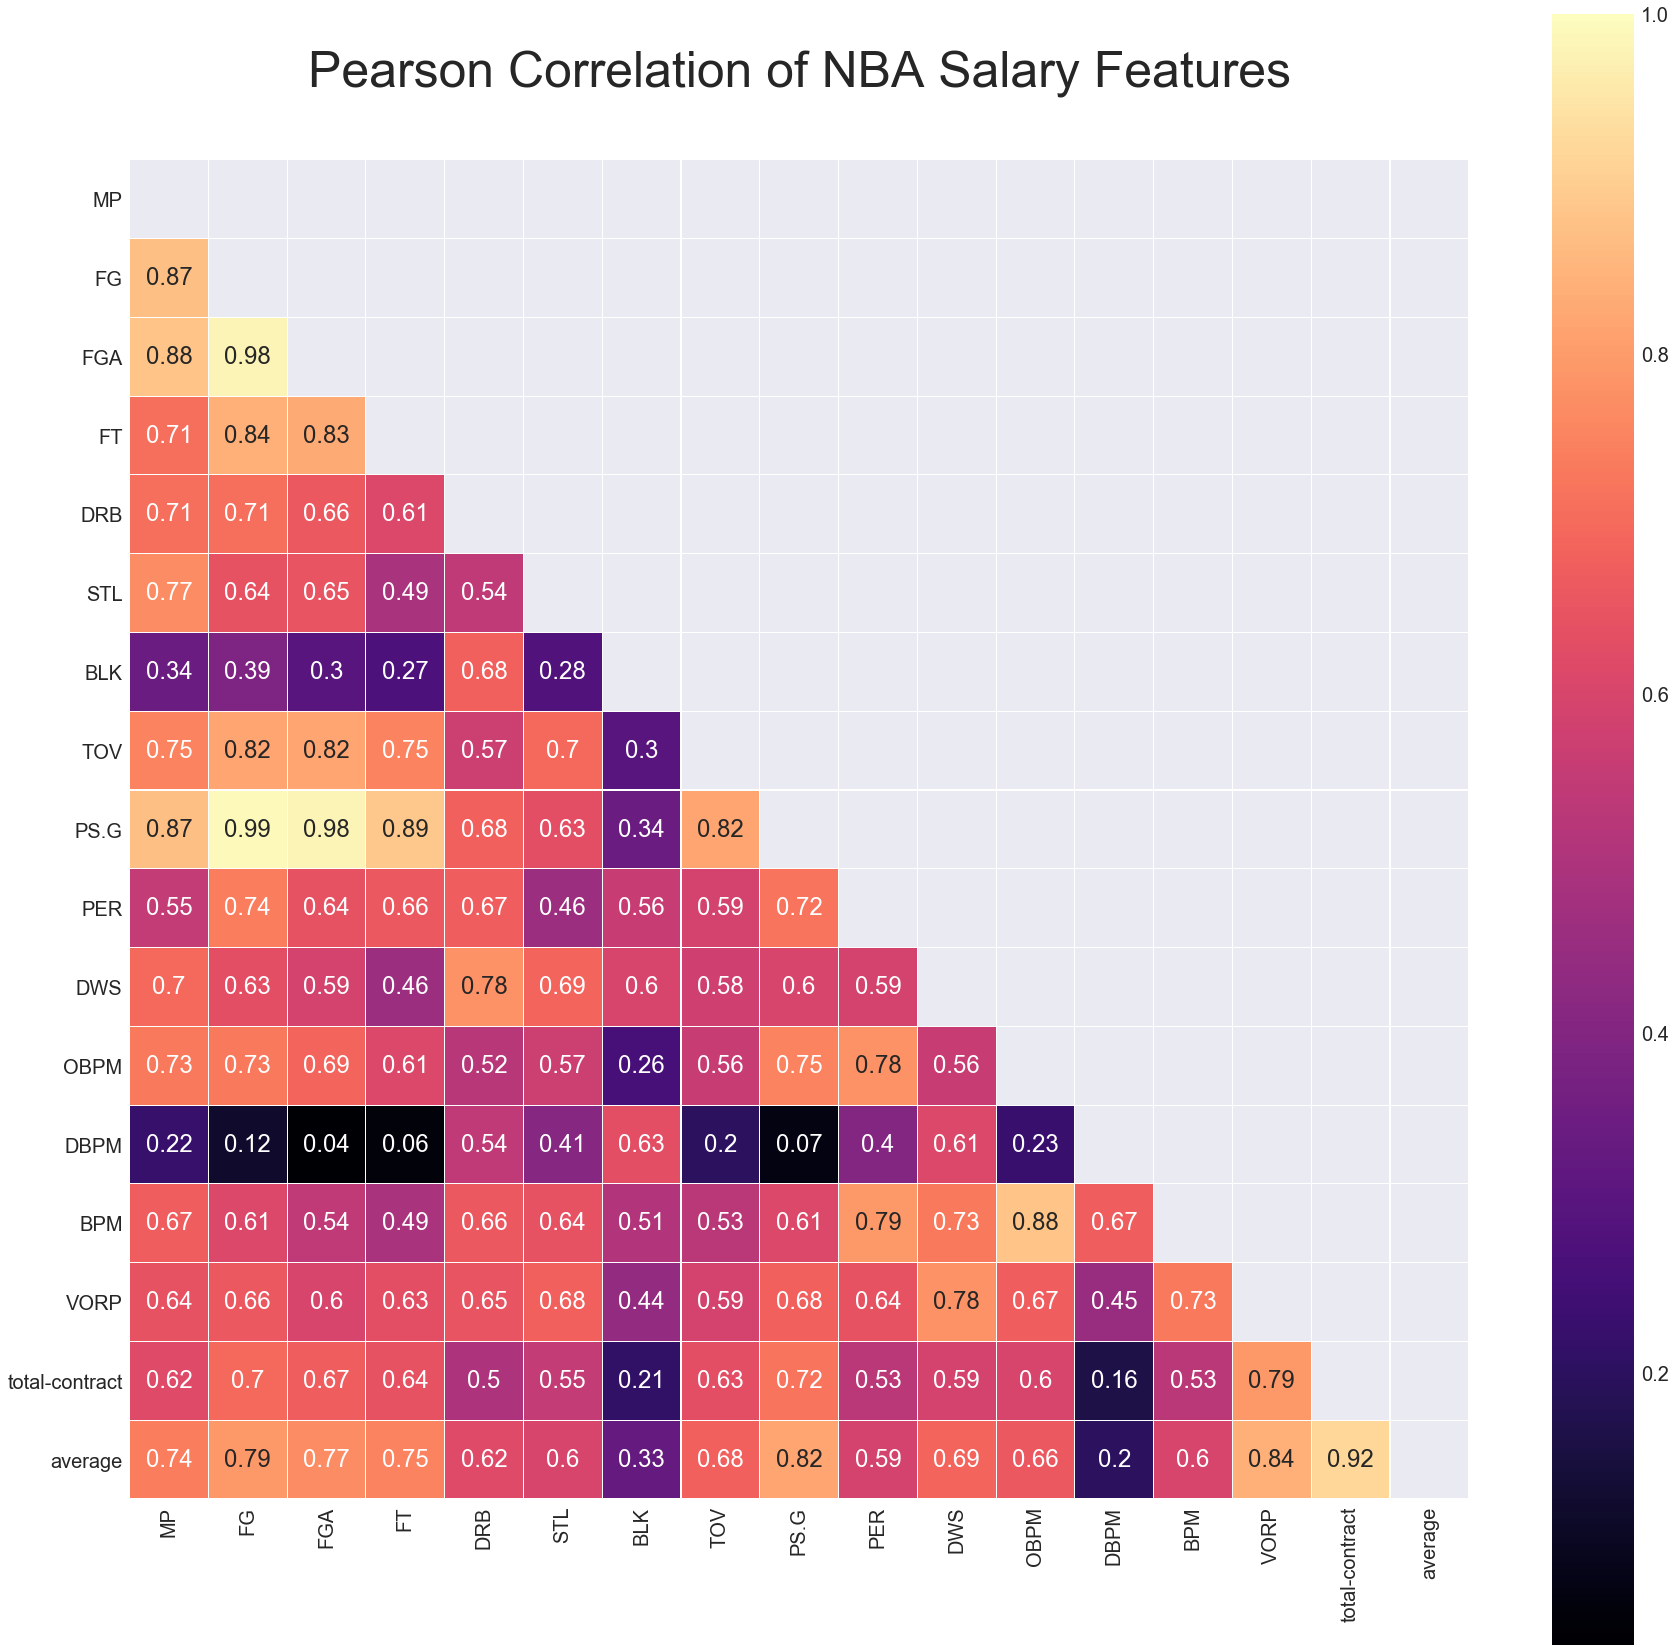 Pearson Correlation of NBA Salary Features
1.0
MP
FG 0.87
FGA 0.88 0.98
0.8
FT 0.71 0.84 0.83
DRB 0.71 0.71 0.66 0.61
STL 0.77 0.64 0.65 0.49 0.54
BLK 0.34 0.39 0.3 0.27 0.68 0.28
0.6
TOV 0.75 0.82 0.82 0.75 0.57 0.7 0.3
PS.G 0.87 0.99 0.98 0.89 0.68 0.63 0.34 0.82
PER 0.55 0.74 0.64 0.66 0.67 0.46 0.56 0.59 0.72
DWS 0.7 0.63 0.59 0.46 0.78 0.69 0.6 0.58 0.6 0.59
0.4
OBPM 0.73 0.73 0.69 0.61 0.52 0.57 0.26 0.56 0.75 0.78 0.56
DBPM 0.22 0.12 0.04 0.06 0.54 0.41 0.63 0.2 0.07 0.4 0.61 0.23
BPM 0.67 0.61 0.54 0.49 0.66 0.64 0.51 0.53 0.61 0.79 0.73 0.88 0.67
VORP 0.64 0.66 0.6 0.63 0.65 0.68 0.44 0.59 0.68 0.64 0.78 0.67 0.45 0.73
0.2
total-contract 0.62 0.7 0.67 0.64 0.5 0.55 0.21 0.63 0.72 0.53 0.59 0.6 0.16 0.53 0.79
average 0.74 0.79 0.77 0.75 0.62 0.6 0.33 0.68 0.82 0.59 0.69 0.66 0.2 0.6 0.84 0.92
MP FG FGA FT DRB STL BLK TOV PS.G PER DWS OBPM DBPM BPM VORP total-contract average